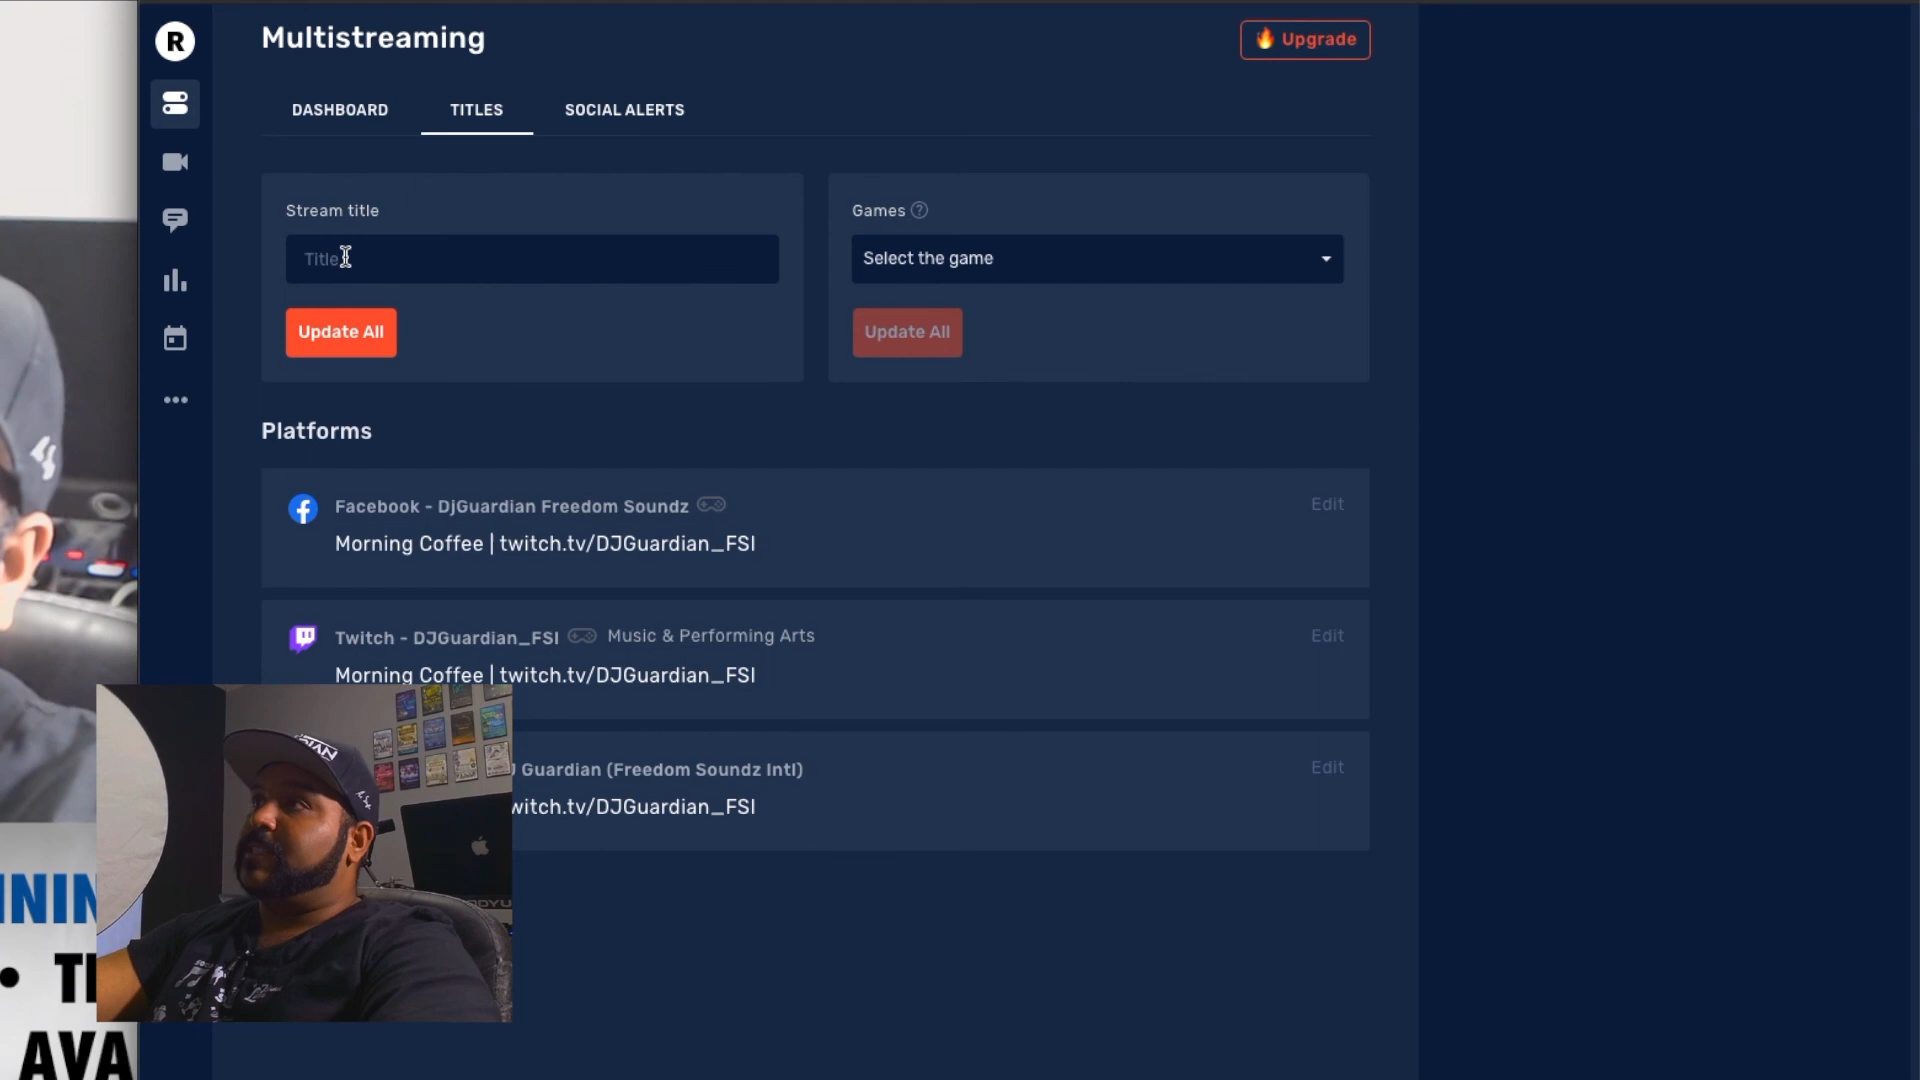 R
Multistreaming
Upgrade
DASHBOARD TITLES SOCIAL ALERTS
Stream title
Title
Update All
Games ?
Select the game
Update All
Platforms
Facebook - DjGuardian Freedom Soundz
Edit
Morning Coffee | twitch.tv/DJGuardian_FSI
Twitch - DJGuardian_FSI Music & Performing Arts
Edit
Morning Coffee | twitch.tv/DJGuardian_FSI
Guardian (Freedom Soundz Intl)
Edit
witch.tv/DJGuardian_FSI
NIN
• T
AVA